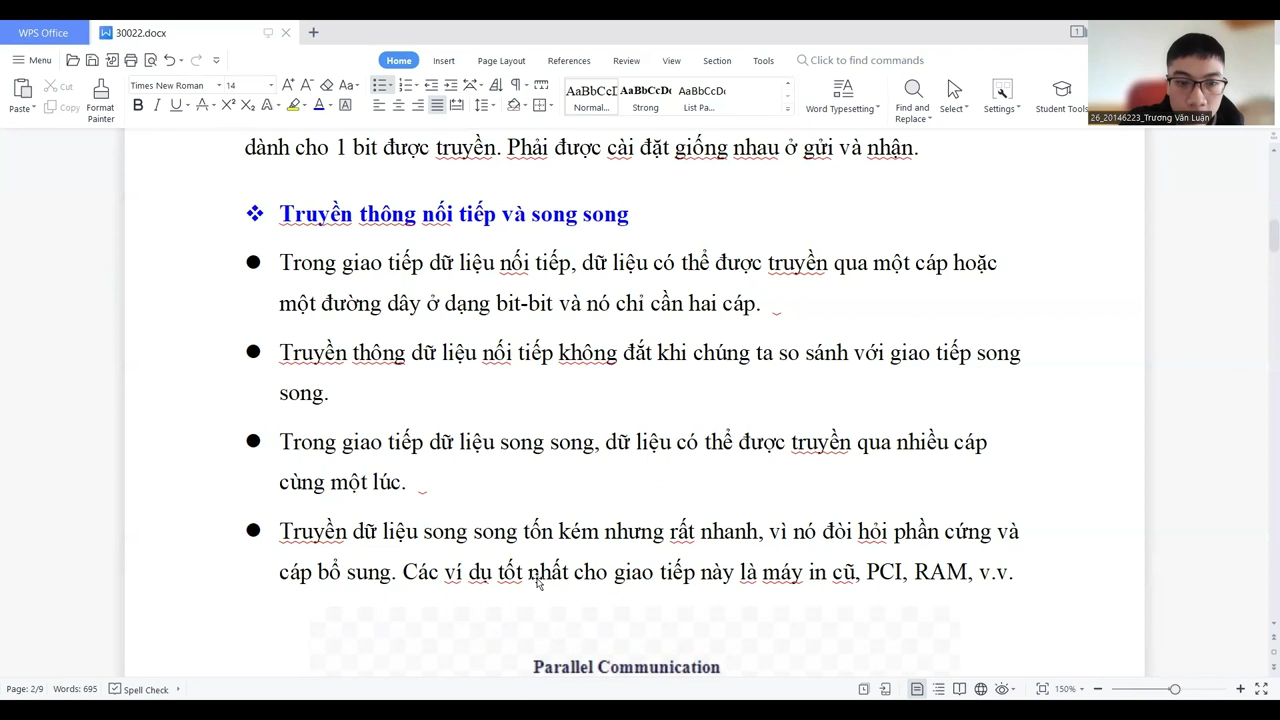 WPS Office
30022.docx
Menu
Home
Insert
Page Layout
References
Review
View
Section
Tools
Click to find commands
Paste
Cut
Copy
Format
Painter
Times New Roman
14
AaBbCcD
Normal...
AaBbCc
Strong
AaBbCcDc
List Pa...
Word Typesetting
Find and
Replace
Select
Settings
Student Tools
26_20146223_Trương Văn Luận
dành cho 1 bit được truyền. Phải được cài đặt giống nhau ở gửi và nhận.
❖ Truyền thông nối tiếp và song song
● Trong giao tiếp dữ liệu nối tiếp, dữ liệu có thể được truyền qua một cáp hoặc
một đường dây ở dạng bit-bit và nó chỉ cần hai cáp.
● Truyền thông dữ liệu nối tiếp không đắt khi chúng ta so sánh với giao tiếp song
song.
● Trong giao tiếp dữ liệu song song, dữ liệu có thể được truyền qua nhiều cáp
cùng một lúc.
● Truyền dữ liệu song song tốn kém nhưng rất nhanh, vì nó đòi hỏi phần cứng và
cáp bổ sung. Các ví dụ tốt nhất cho giao tiếp này là máy in cũ, PCI, RAM, v.v.
Parallel Communication
Page: 2/9
Words: 695
Spell Check
150%